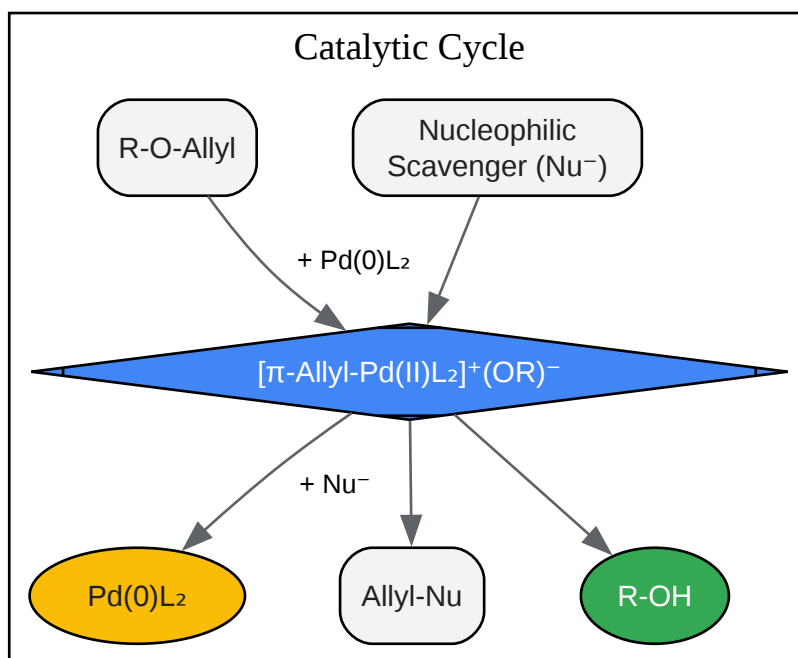 Catalytic Cycle
R-O-Allyl
Nucleophilic
Scavenger (Nu⁻)
+ Pd(0)L₂
[π-Allyl-Pd(II)L₂]⁺(OR)⁻
+ Nu⁻
Pd(0)L₂
Allyl-Nu
R-OH